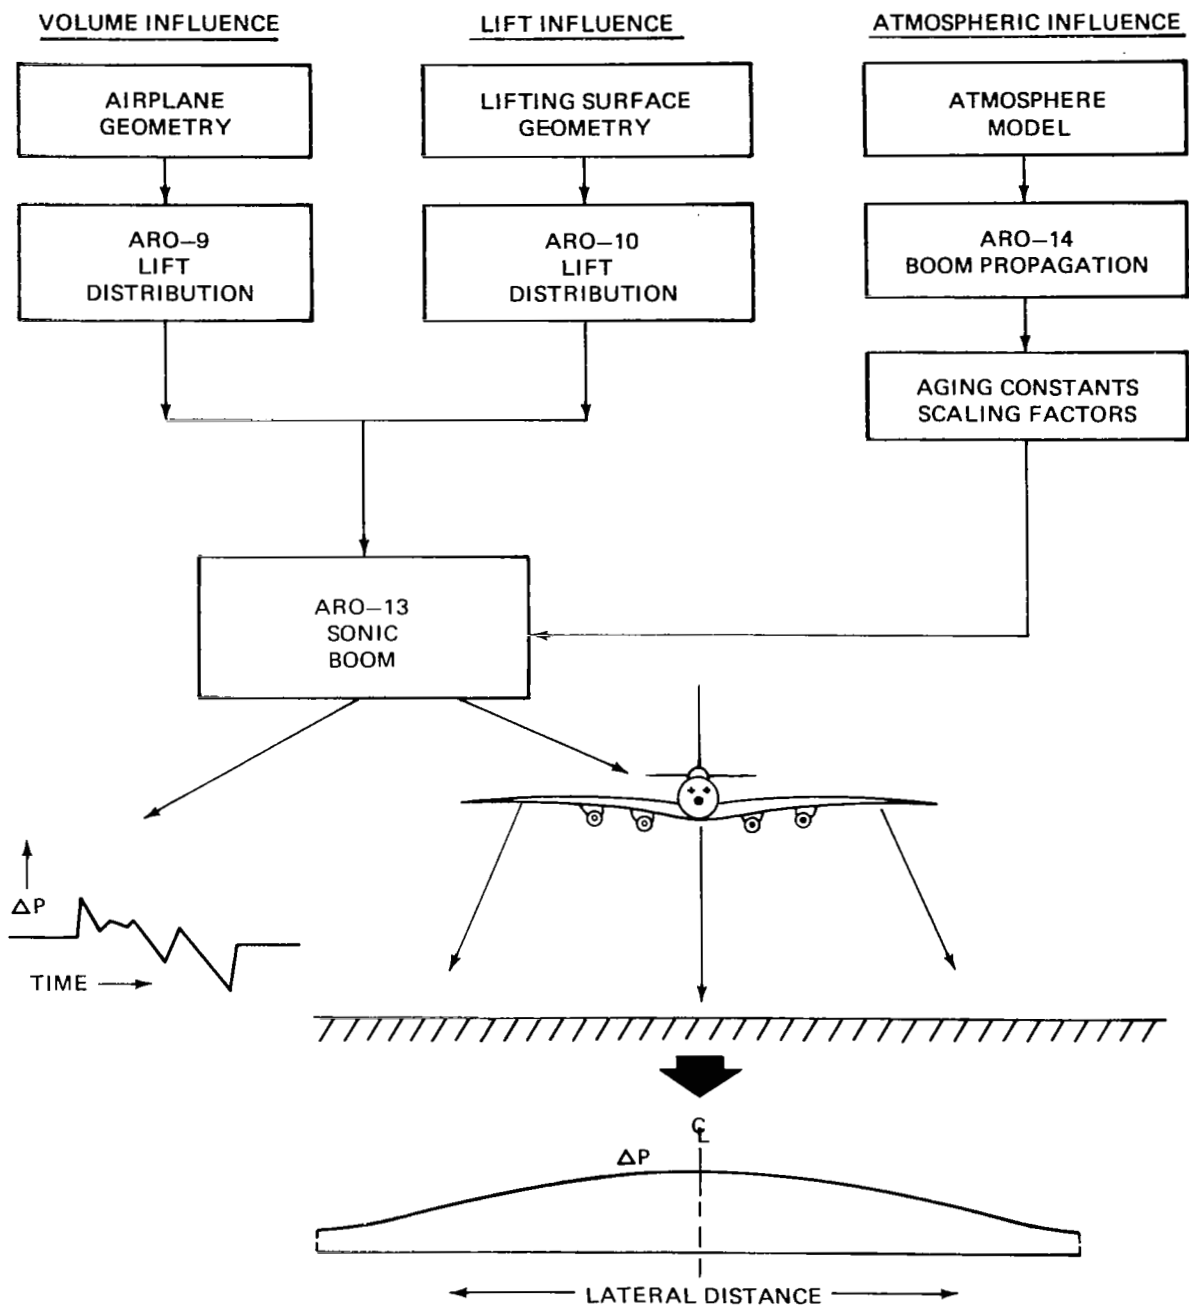 VOLUME INFLUENCE
LIFT INFLUENCE
ATMOSPHERIC INFLUENCE
AIRPLANE
GEOMETRY
LIFTING SURFACE
GEOMETRY
ATMOSPHERE
MODEL
ARO–9
LIFT
DISTRIBUTION
ARO–10
LIFT
DISTRIBUTION
ARO–14
BOOM PROPAGATION
AGING CONSTANTS
SCALING FACTORS
ARO–13
SONIC
BOOM
ΔP
TIME
℄
ΔP
LATERAL DISTANCE